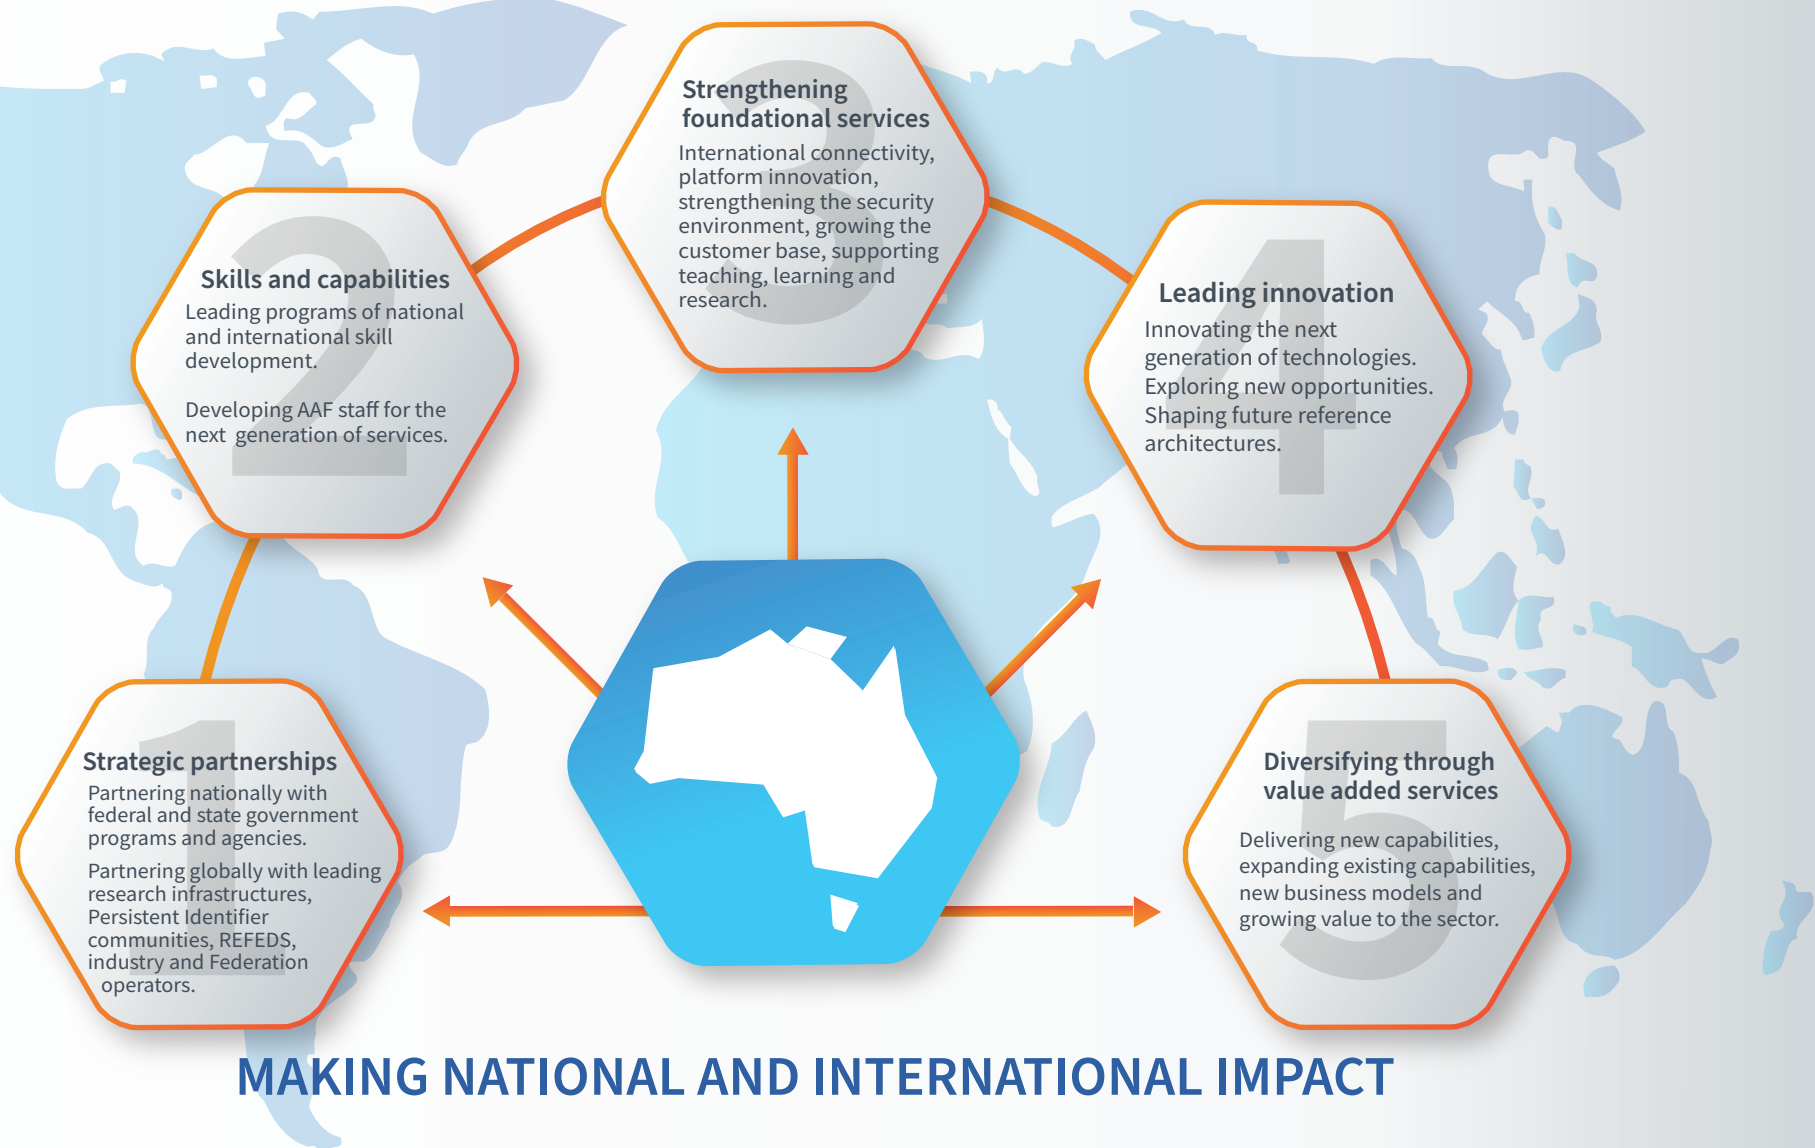 1
Strategic partnerships
Partnering nationally with
federal and state government
programs and agencies.
Partnering globally with leading
research infrastructures,
Persistent Identifier
communities, REFEDS,
industry and Federation
operators.
2
Skills and capabilities
Leading programs of national
and international skill
development.
Developing AAF staff for the
next generation of services.
3
Strengthening
foundational services
International connectivity,
platform innovation,
strengthening the security
environment, growing the
customer base, supporting
teaching, learning and
research.
4
Leading innovation
Innovating the next
generation of technologies.
Exploring new opportunities.
Shaping future reference
architectures.
5
Diversifying through
value added services
Delivering new capabilities,
expanding existing capabilities,
new business models and
growing value to the sector.
MAKING NATIONAL AND INTERNATIONAL IMPACT